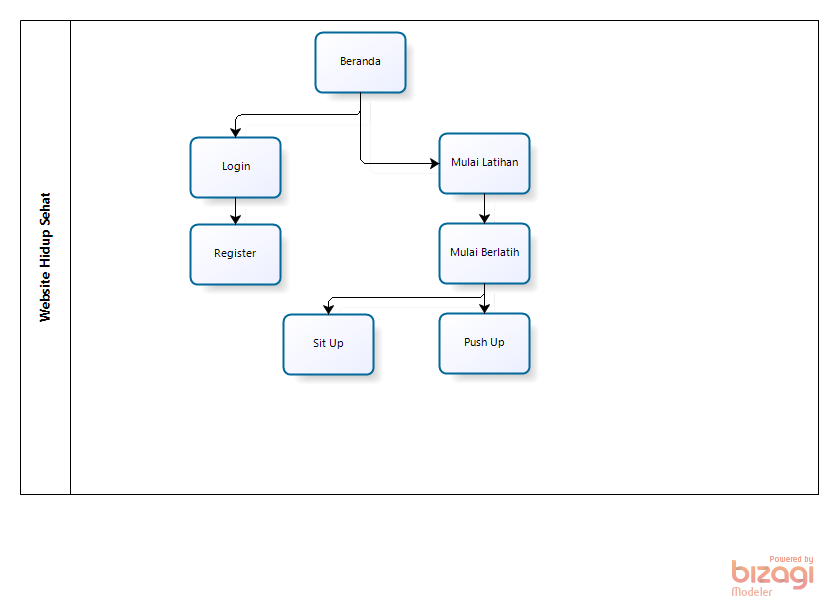 Website Hidup Sehat
Beranda
Login
Mulai Latihan
Register
Mulai Berlatih
Sit Up
Push Up
Powered by
bizagi
Modeler